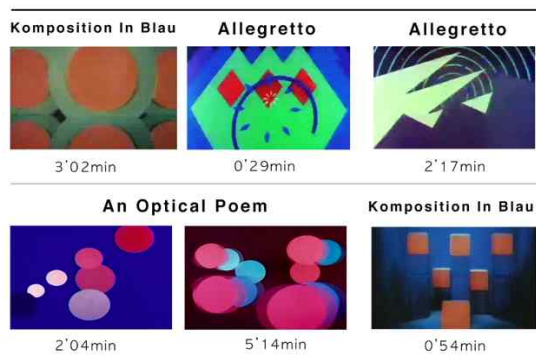 Komposition In Blau
Allegretto
Allegretto
3'02min
0'29min
2'17min
An Optical Poem
Komposition In Blau
2'04min
5'14min
0'54min